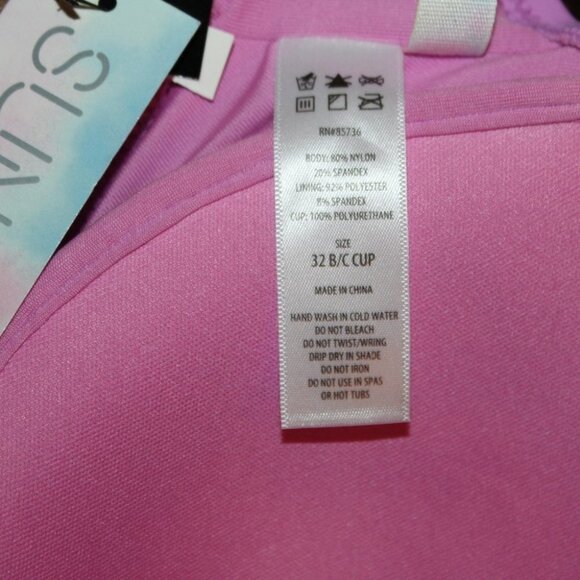 RN#85736
BODY: 80% NYLON
20% SPANDEX
LINING: 92% POLYESTER
8% SPANDEX
CUP: 100% POLYURETHANE
SIZE
32 B/C CUP
MADE IN CHINA
HAND WASH IN COLD WATER
DO NOT BLEACH
DO NOT TWIST/WRING
DRIP DRY IN SHADE
DO NOT IRON
DO NOT USE IN SPAS
OR HOT TUBS